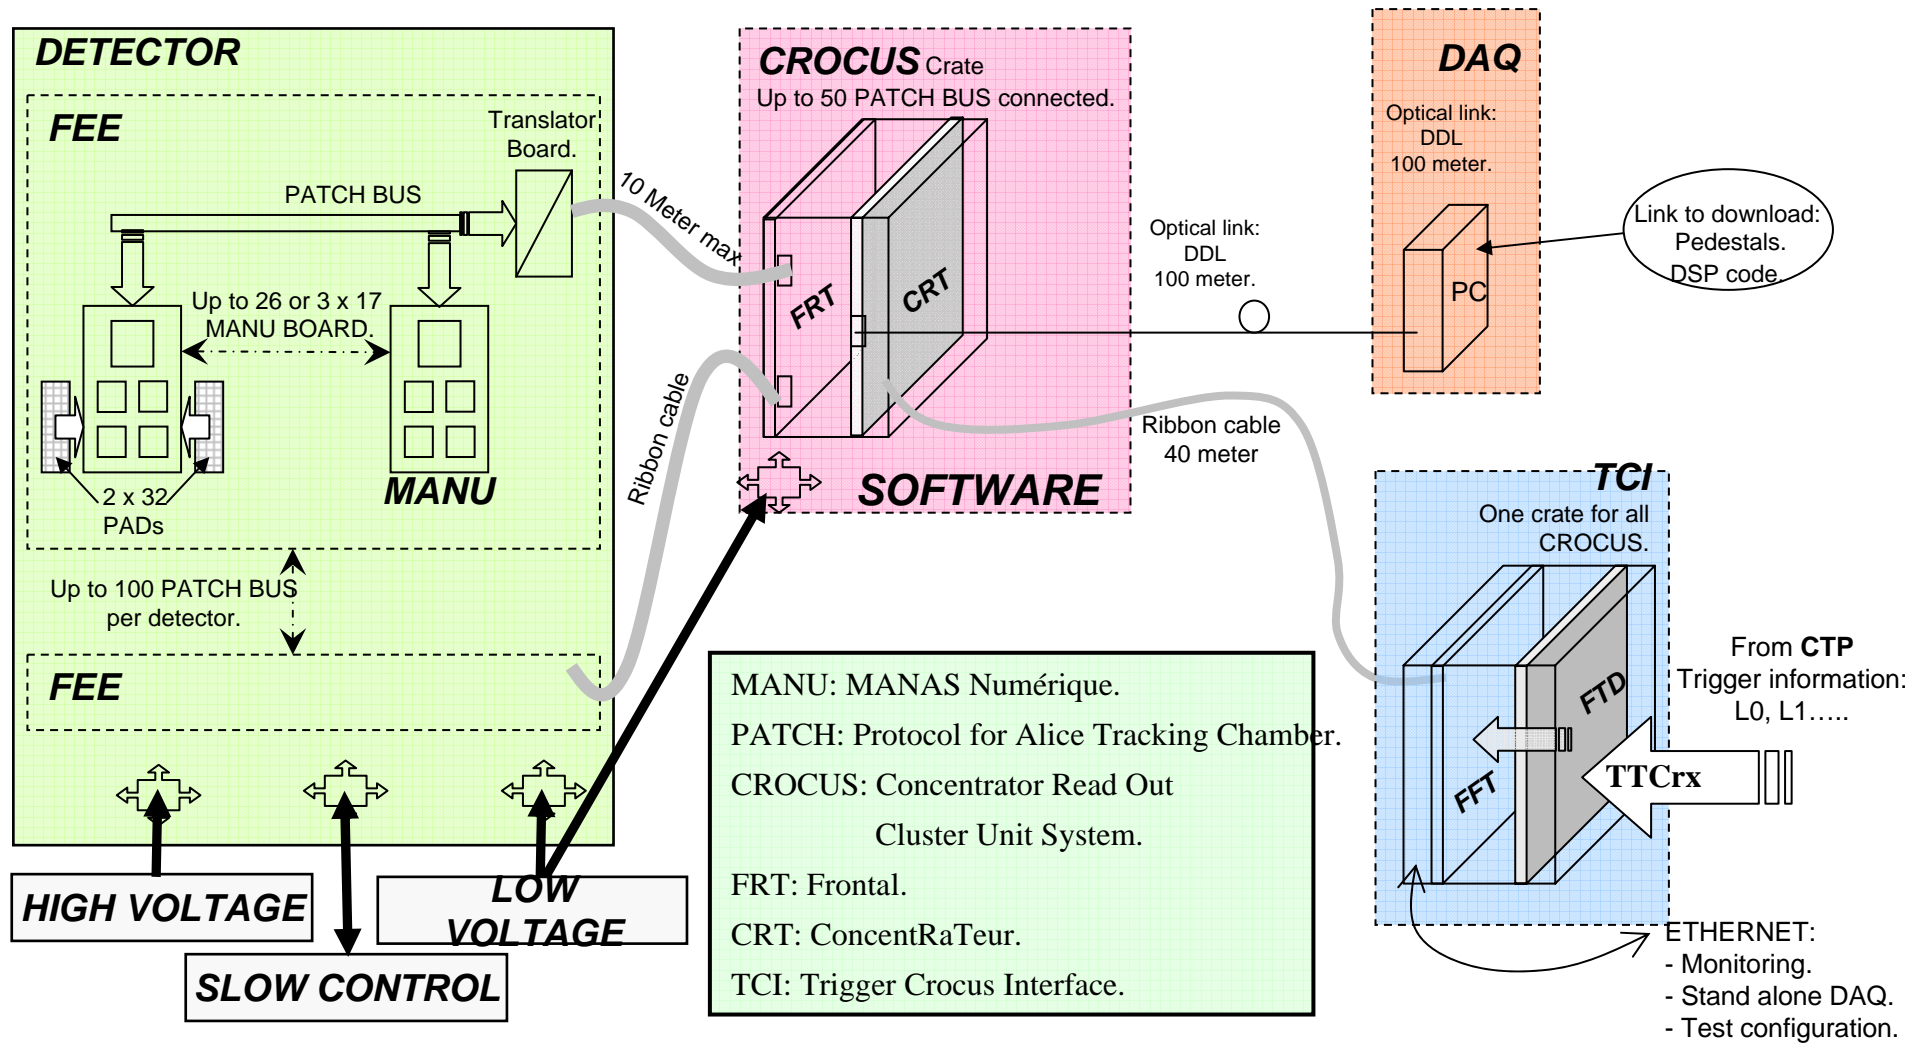 DETECTOR
FEE
Translator
Board.
PATCH BUS
Up to 26 or 3 x 17
MANU BOARD.
MANU
2 x 32
PADs
Up to 100 PATCH BUS
per detector.
FEE
HIGH VOLTAGE
SLOW CONTROL
LOW
VOLTAGE
10 Meter max
Ribbon cable
CROCUS Crate
Up to 50 PATCH BUS connected.
FRT
CRT
SOFTWARE
Optical link:
DDL
100 meter.
Ribbon cable
40 meter
DAQ
Optical link:
DDL
100 meter.
PC
Link to download:
Pedestals.
DSP code.
TCI
One crate for all
CROCUS.
FTD
FFT
TTCrx
From CTP
Trigger information:
L0, L1…..
ETHERNET:
- Monitoring.
- Stand alone DAQ.
- Test configuration.
MANU: MANAS Numérique.
PATCH: Protocol for Alice Tracking Chamber.
CROCUS: Concentrator Read Out
Cluster Unit System.
FRT: Frontal.
CRT: ConcentRaTeur.
TCI: Trigger Crocus Interface.